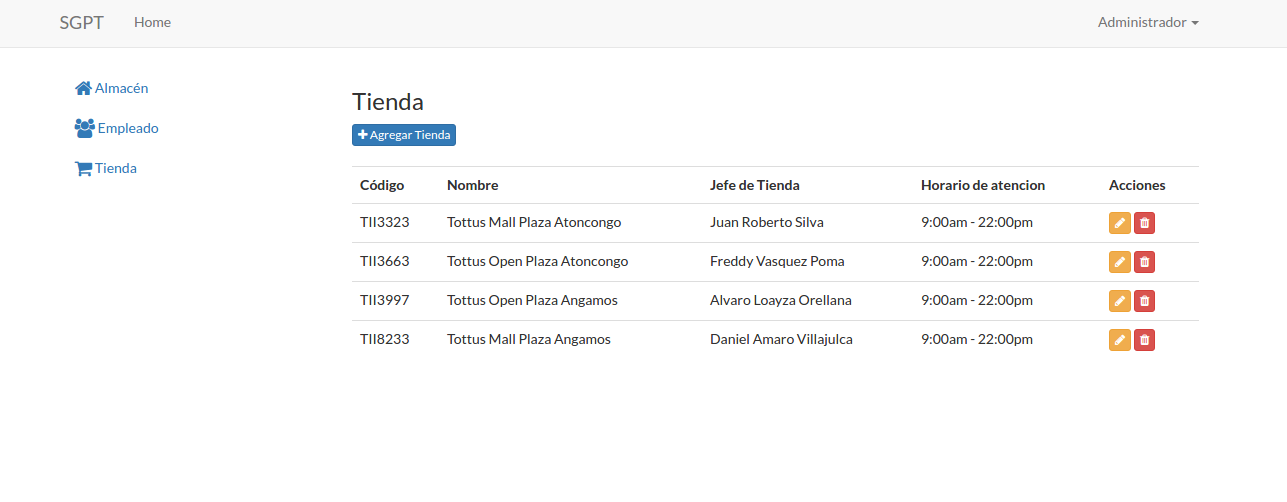 SGPT Home Administrador
Almacén
Empleado
Tienda
Tienda
Agregar Tienda
Código Nombre Jefe de Tienda Horario de atencion Acciones
TII3323 Tottus Mall Plaza Atoncongo Juan Roberto Silva 9:00am - 22:00pm
TII3663 Tottus Open Plaza Atoncongo Freddy Vasquez Poma 9:00am - 22:00pm
TII3997 Tottus Open Plaza Angamos Alvaro Loayza Orellana 9:00am - 22:00pm
TII8233 Tottus Mall Plaza Angamos Daniel Amaro Villajulca 9:00am - 22:00pm